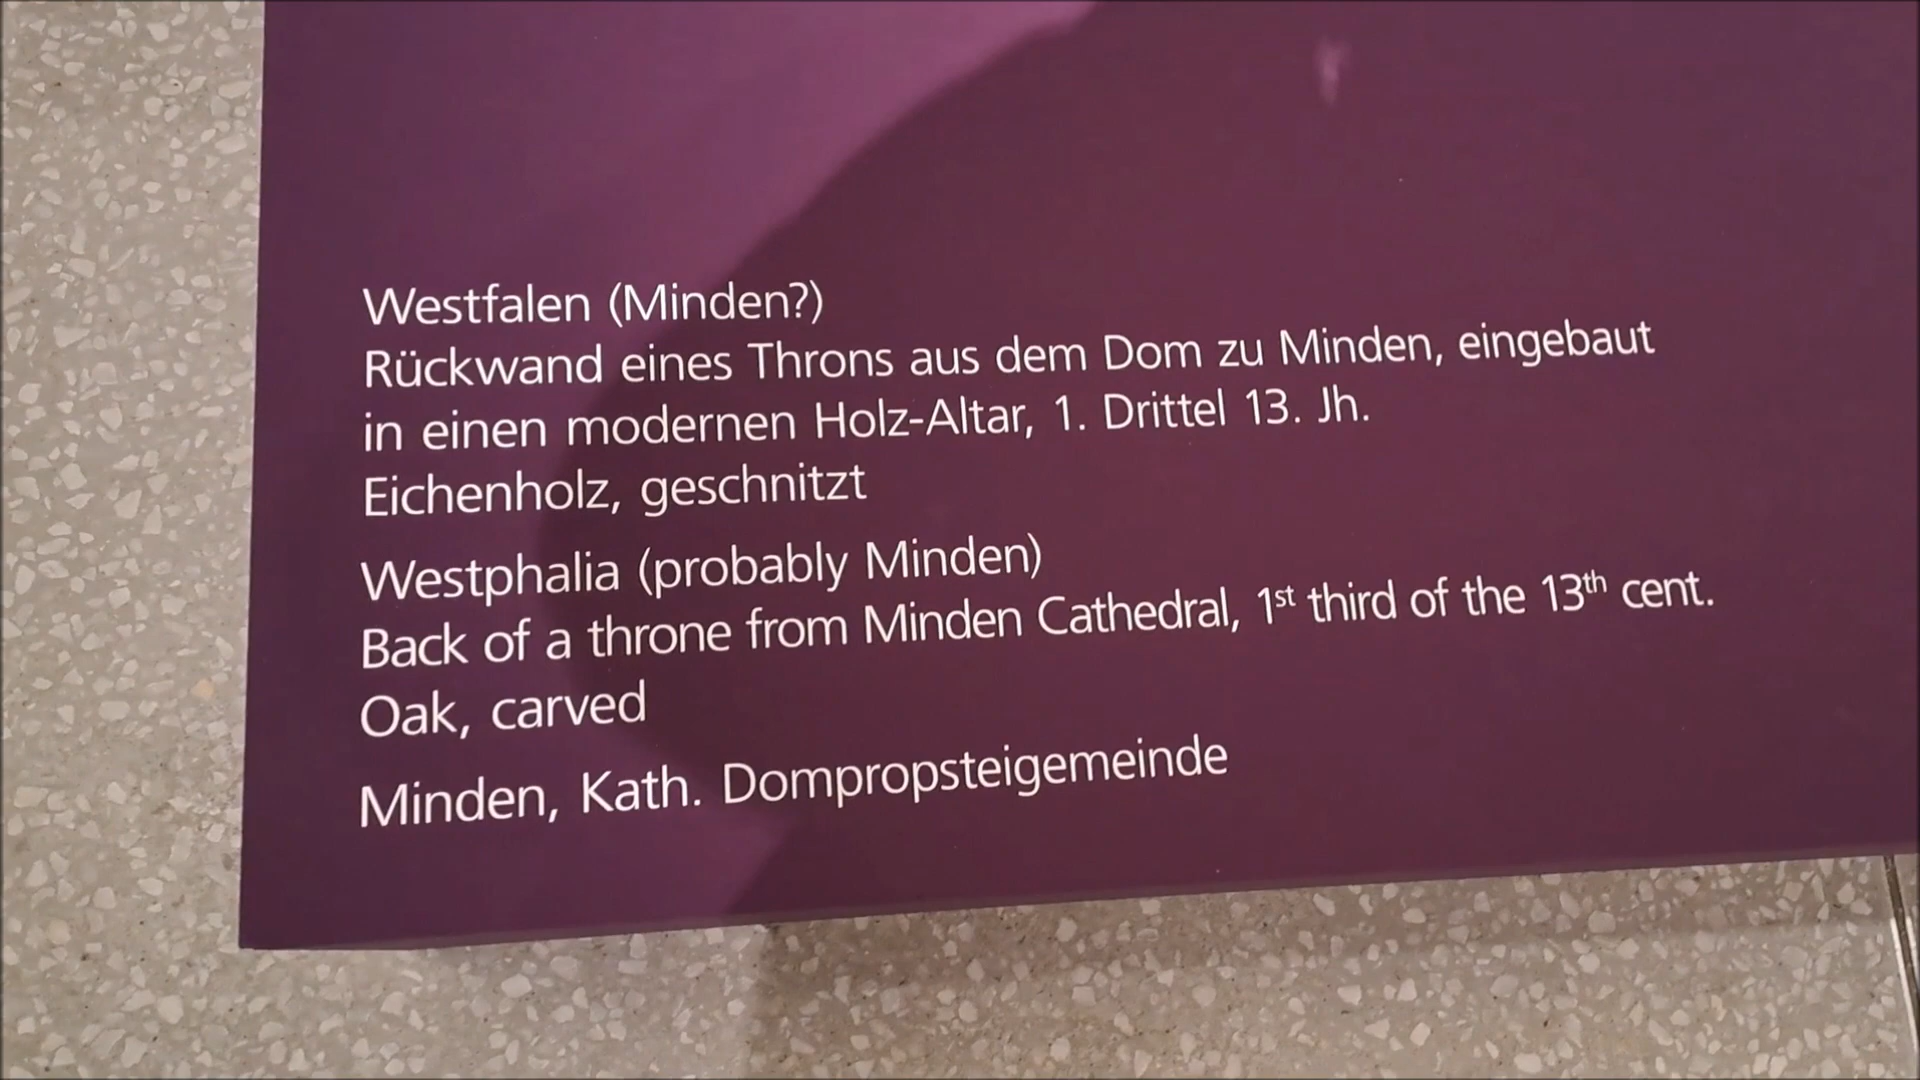 Westfalen (Minden?)
Rückwand eines Throns aus dem Dom zu Minden, eingebaut
in einen modernen Holz-Altar, 1. Drittel 13. Jh.
Eichenholz, geschnitzt
Westphalia (probably Minden)
Back of a throne from Minden Cathedral, 1st third of the 13th cent.
Oak, carved
Minden, Kath. Dompropsteigemeinde